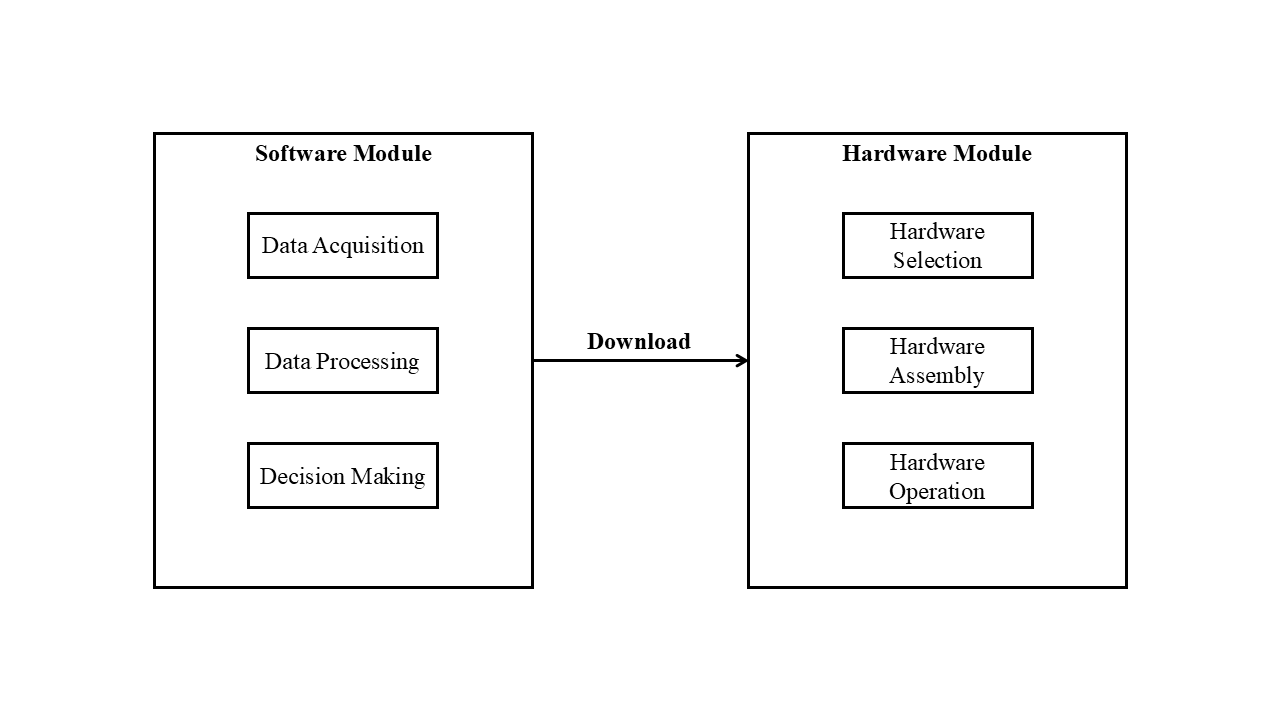 Software Module
Data Acquisition
Data Processing
Decision Making
Download
Hardware Module
Hardware
Selection
Hardware
Assembly
Hardware
Operation